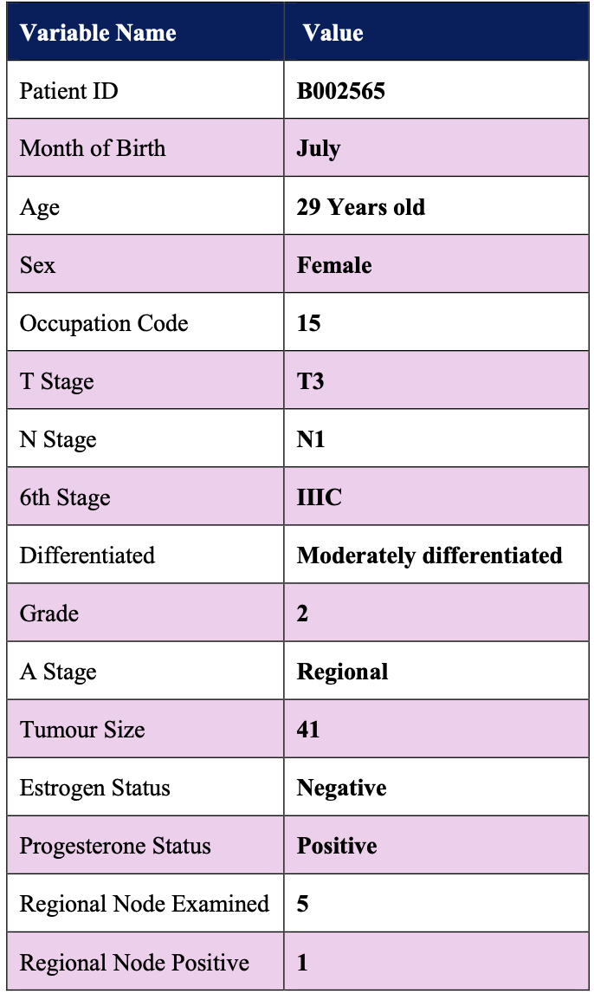 Variable Name Value
Patient ID B002565
Month of Birth July
Age 29 Years old
Sex Female
Occupation Code 15
T Stage T3
N Stage N1
6th Stage IIIC
Differentiated Moderately differentiated
Grade 2
A Stage Regional
Tumour Size 41
Estrogen Status Negative
Progesterone Status Positive
Regional Node Examined 5
Regional Node Positive 1